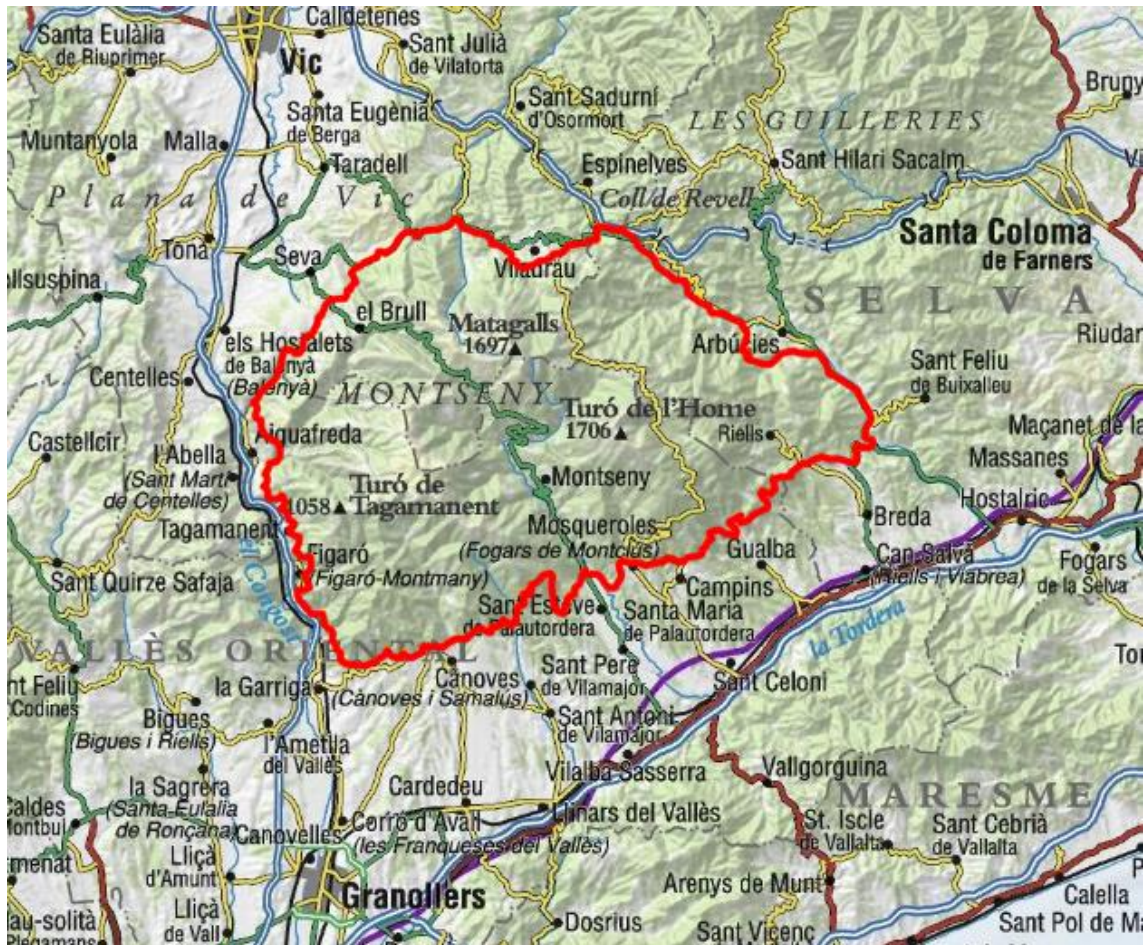 Calldetenes
Santa Eulàlia
de Riuprimer
Sant Julià
de Vilatorta
Vic
Bruny
Santa Eugènia
de Berga
Sant Sadurní
d'Osormort
LES GUILLERIES
Muntanyola
Malla
Taradell
Espinelves
Sant Hilari Sacalm
Plana de Vic
Coll de Revell
Tona
Seva
Viladrau
Santa Coloma
de Farners
ollsuspina
SELVA
el Brull
Matagalls
1697
Arbúcies
Riudar
els Hostalets
de Balenyà
(Balenyà)
Sant Feliu
de Buixalleu
Centelles
MONTSENY
Turó de l'Home
1706
Riells
Maçanet de la
Castellcir
Aiguafreda
l'Abella
(Sant Martí
de Centelles)
Montseny
Massanes
Turó de
Tagamanent
1058
Hostalric
Tagamanent
Mosqueroles
(Fogars de Montclús)
Breda
Sant Quirze Safaja
el Congost
Figaró
(Figaró-Montmany)
Gualba
Can Salvà
(Riells i Viabrea)
Fogars
de la Selva
Campins
Sant Esteve
de Palautordera
Santa Maria
de Palautordera
la Tordera
VALLÈS ORIENTAL
Sant Pere
de Vilamajor
Sant Celoni
nt Feliu
Codines
la Garriga
Cànoves
(Cànoves i Samalús)
Bigues
(Bigues i Riells)
Sant Antoni
de Vilamajor
l'Ametlla
del Vallès
Vilalba Sasserra
Vallgorguina
la Sagrera
(Santa Eulàlia
de Ronçana)
Cardedeu
MARESME
Caldes
Montbui
Llinars del Vallès
Canovelles
Corró d'Avall
(les Franqueses del Vallès)
St. Iscle
de Vallalta
Sant Cebrià
de Vallalta
Lliçà
d'Amunt
Granollers
Arenys de Munt
Calella
Lliçà
de Vall
Dosrius
Sant Vicenç
Sant Pol de Ma
au-solità
Plegamans